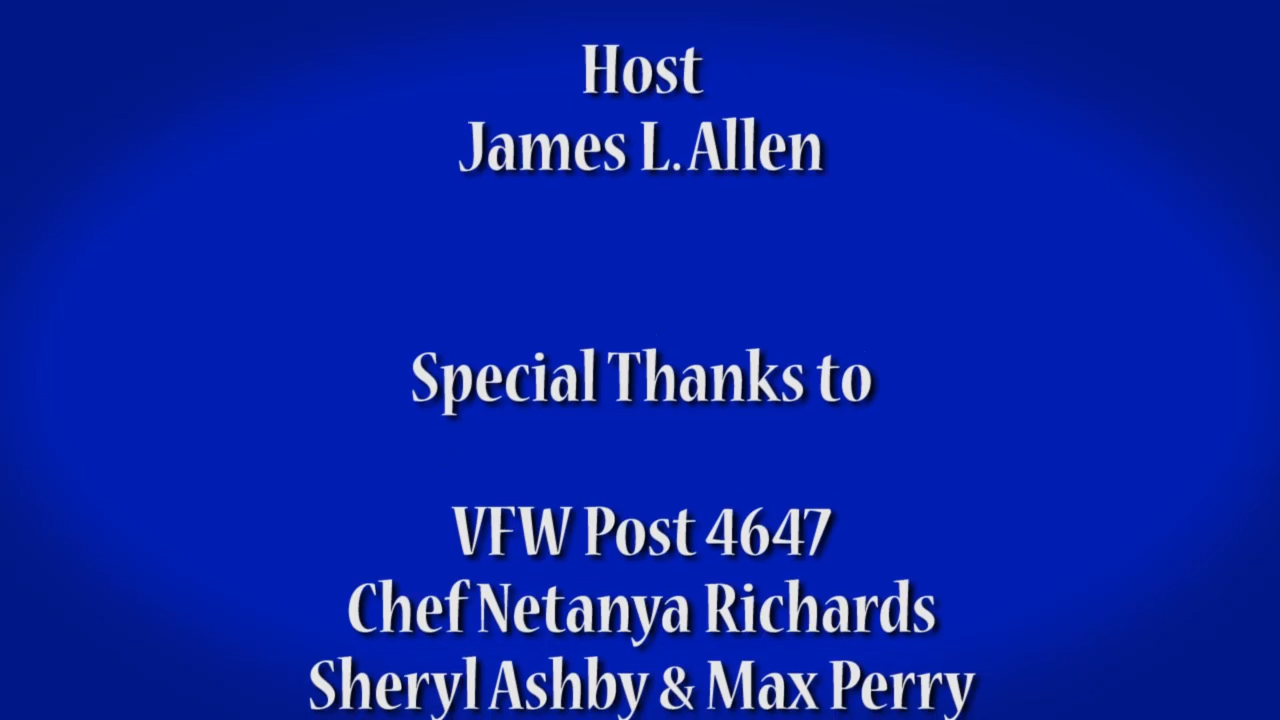 Host
James L. Allen
Special Thanks to
VFW Post 4647
Chef Netanya Richards
Sheryl Ashby & Max Perry